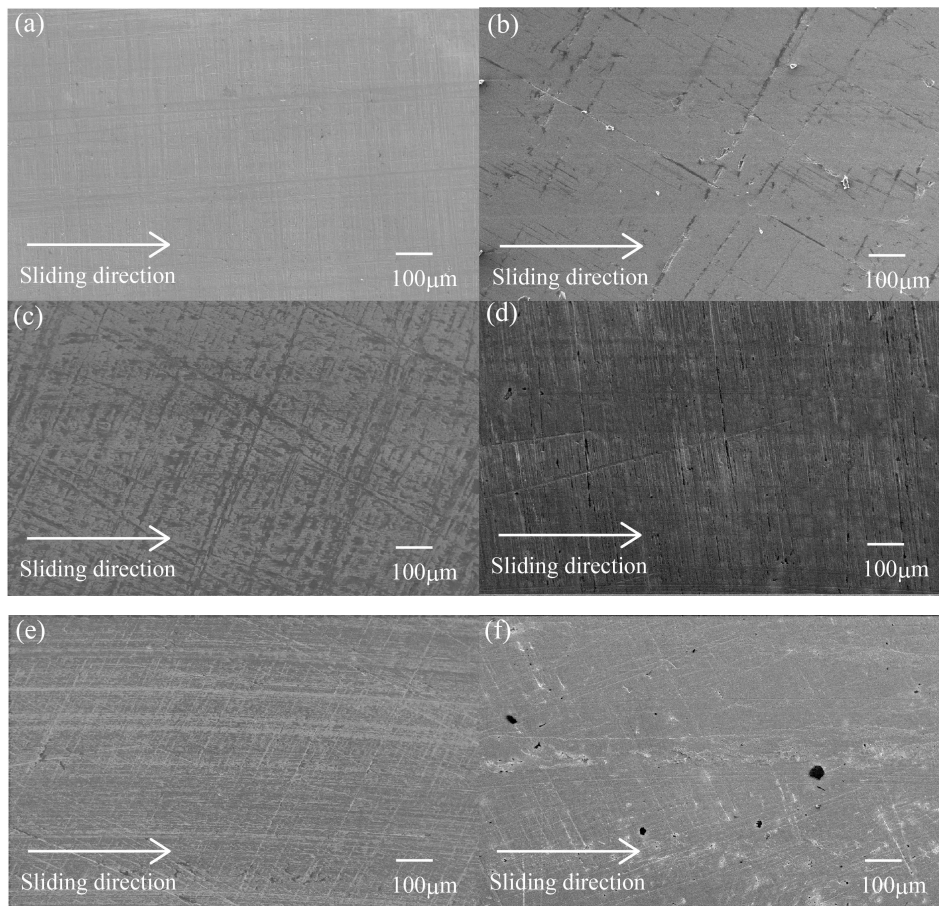 (a)
(b)
Sliding direction
100μm
Sliding direction
100μm
(c)
(d)
Sliding direction
100μm
Sliding direction
100μm
(e)
(f)
Sliding direction
100μm
Sliding direction
100μm